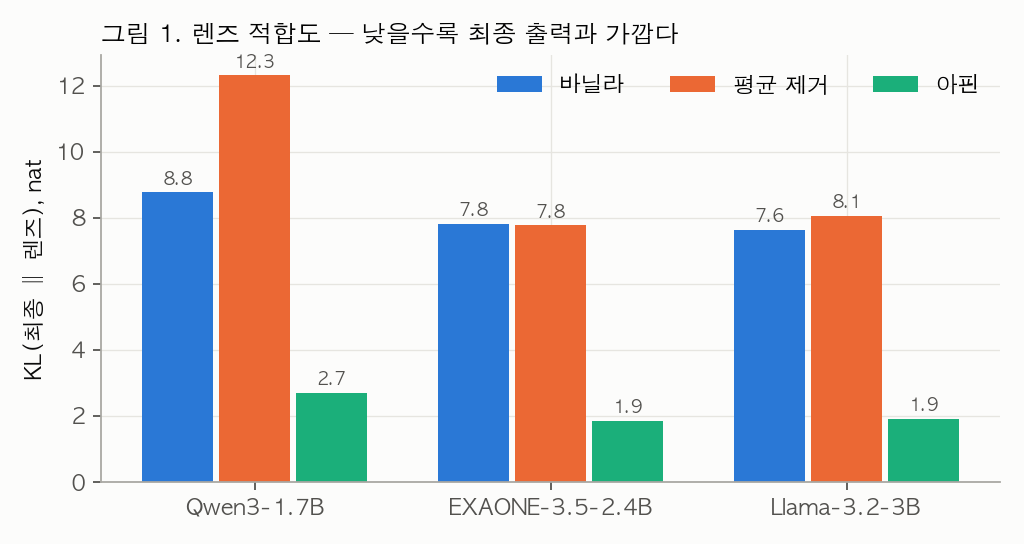 그림 1. 렌즈 적합도 — 낮을수록 최종 출력과 가깝다
바닐라 평균 제거 아핀
KL(최종 ∥ 렌즈), nat
12
10
8
6
4
2
0
8.8 12.3 2.7
7.8 7.8 1.9
7.6 8.1 1.9
Qwen3-1.7B EXAONE-3.5-2.4B Llama-3.2-3B